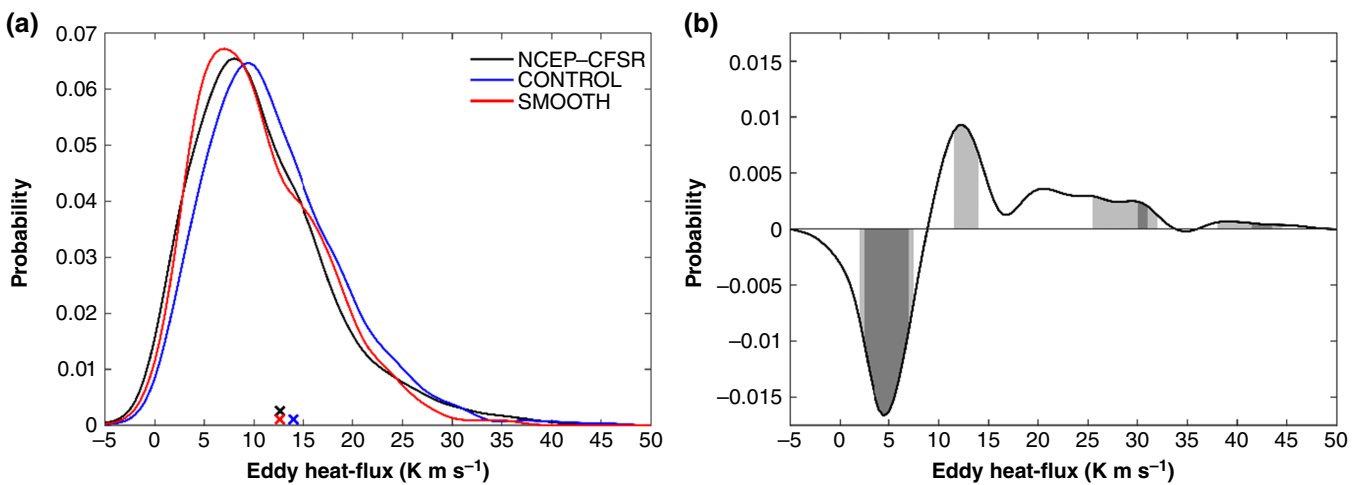 (a)
0.07
0.06
0.05
0.04
0.03
0.02
0.01
0
Probability
NCEP–CFSR
CONTROL
SMOOTH
–5 0 5 10 15 20 25 30 35 40 45 50
Eddy heat-flux (K m s–1)
(b)
0.015
0.01
0.005
0
–0.005
–0.01
–0.015
Probability
–5 0 5 10 15 20 25 30 35 40 45 50
Eddy heat-flux (K m s–1)